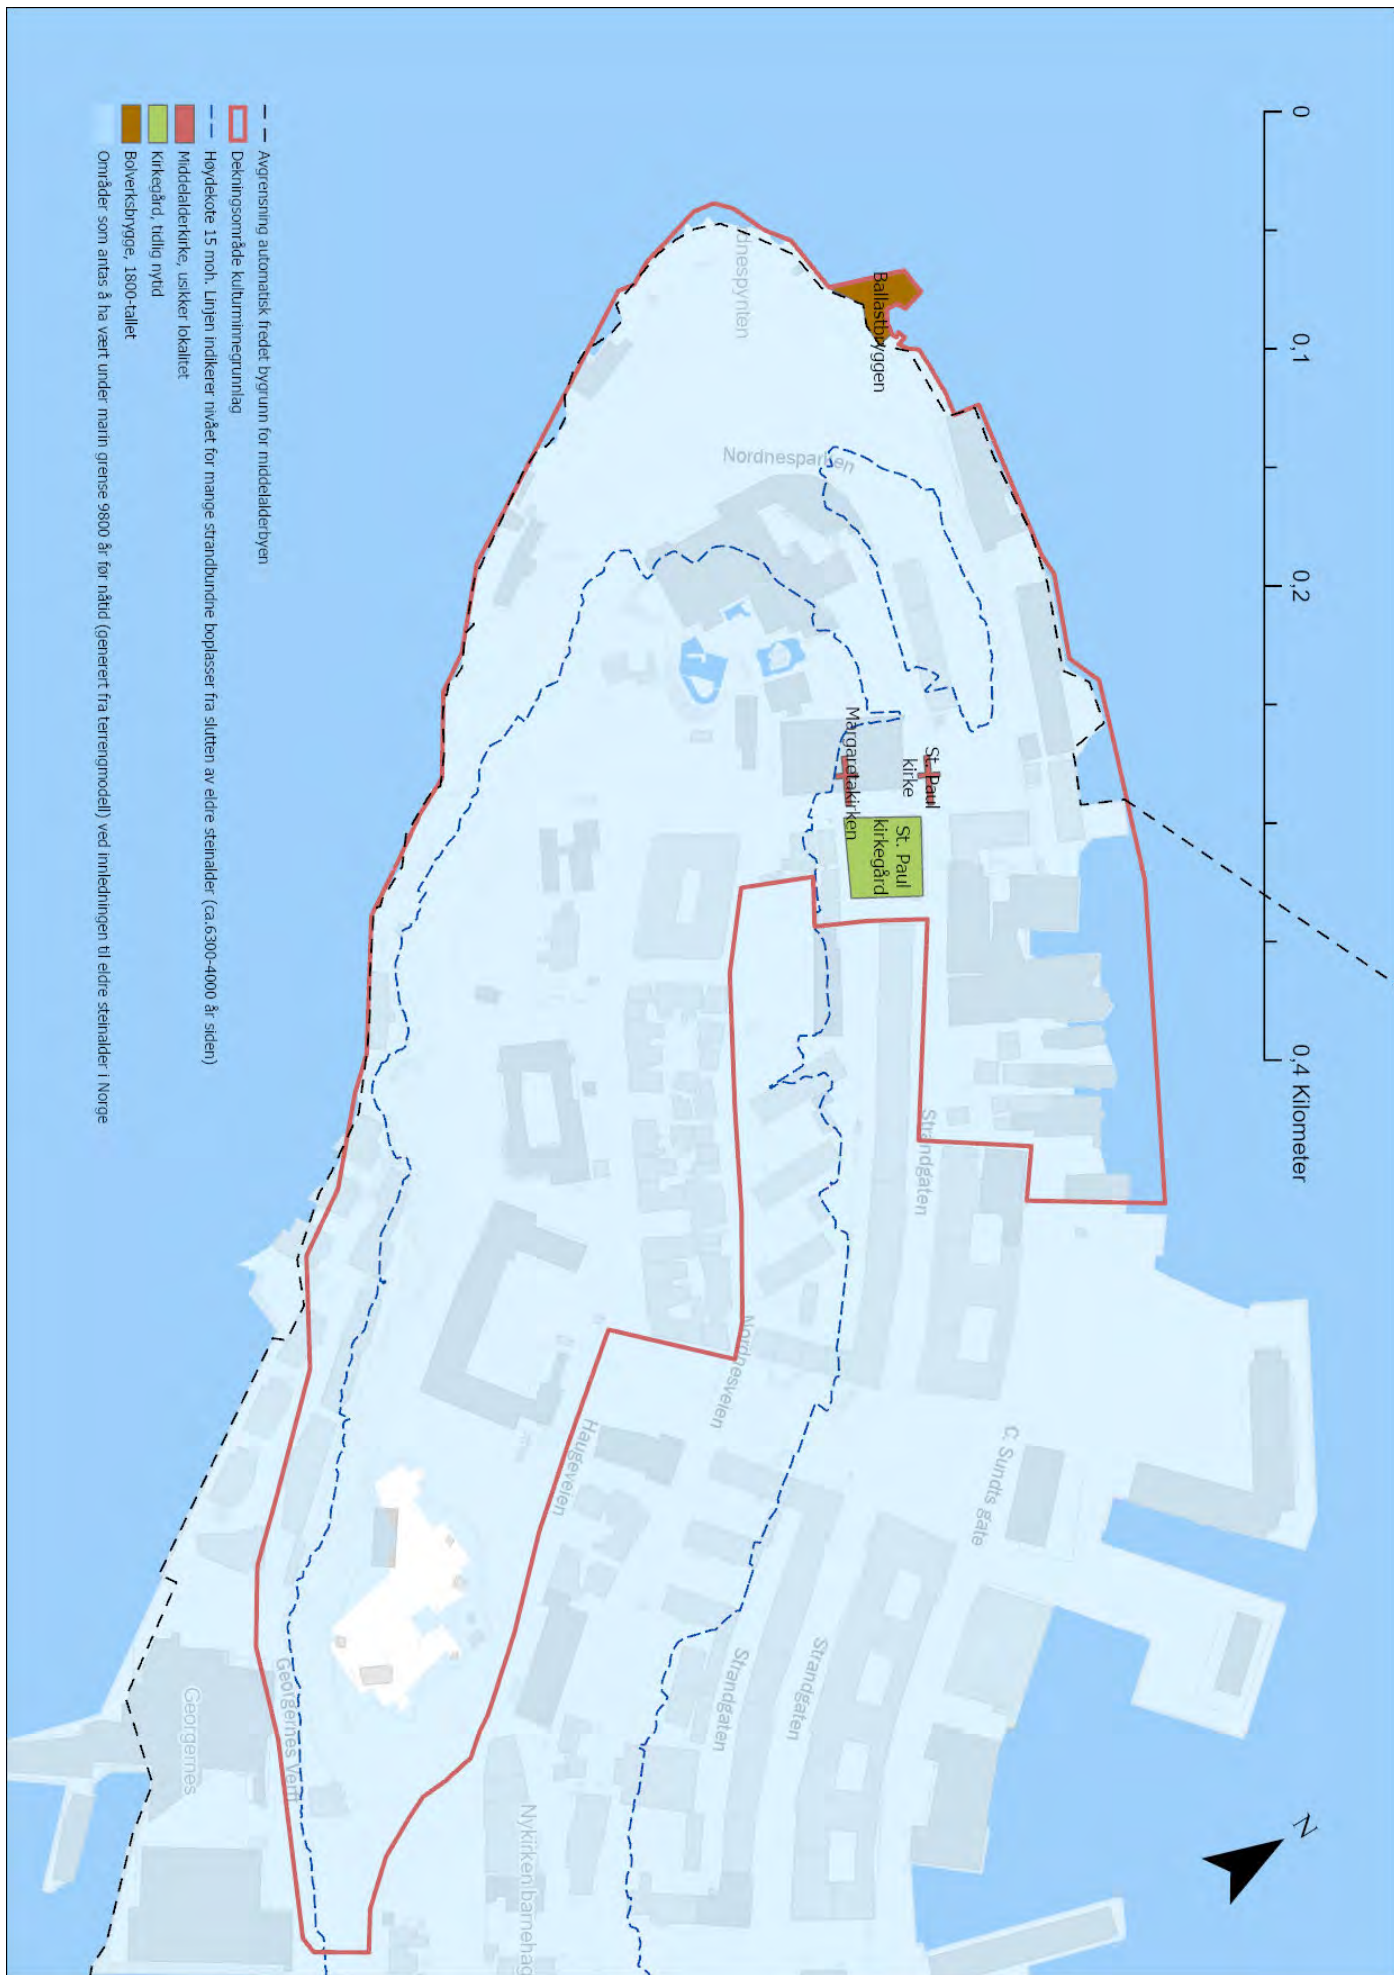 0
0,1
0,2
0,4 Kilometer
Avgrensning automatisk fredet bygrunn for middelalderbyen
Dekningsområde kulturminnegrunnlag
Høydekote 15 moh. Linjen indikerer nivået for mange strandbundne boplasser fra slutten av eldre steinalder (ca.6300-4000 år siden)
Middelalderkirke, usikker lokalitet
Kirkegård, tidlig nytid
Bolverksbrygge, 1800-tallet
Områder som antas å ha vært under marin grense 9800 år før nåtid (generert fra terrengmodell) ved innledningen til eldre steinalder i Norge
dnespynten
Ballastbryggen
Nordnesparken
St. Paul
kirke
Margaretakirken
St. Paul
kirkegård
Strandgaten
Nordnesveien
Haugeveien
C. Sundts gate
Strandgaten
Strandgaten
Georgernes Verft
Georgernes
Nykirken barnehag
N